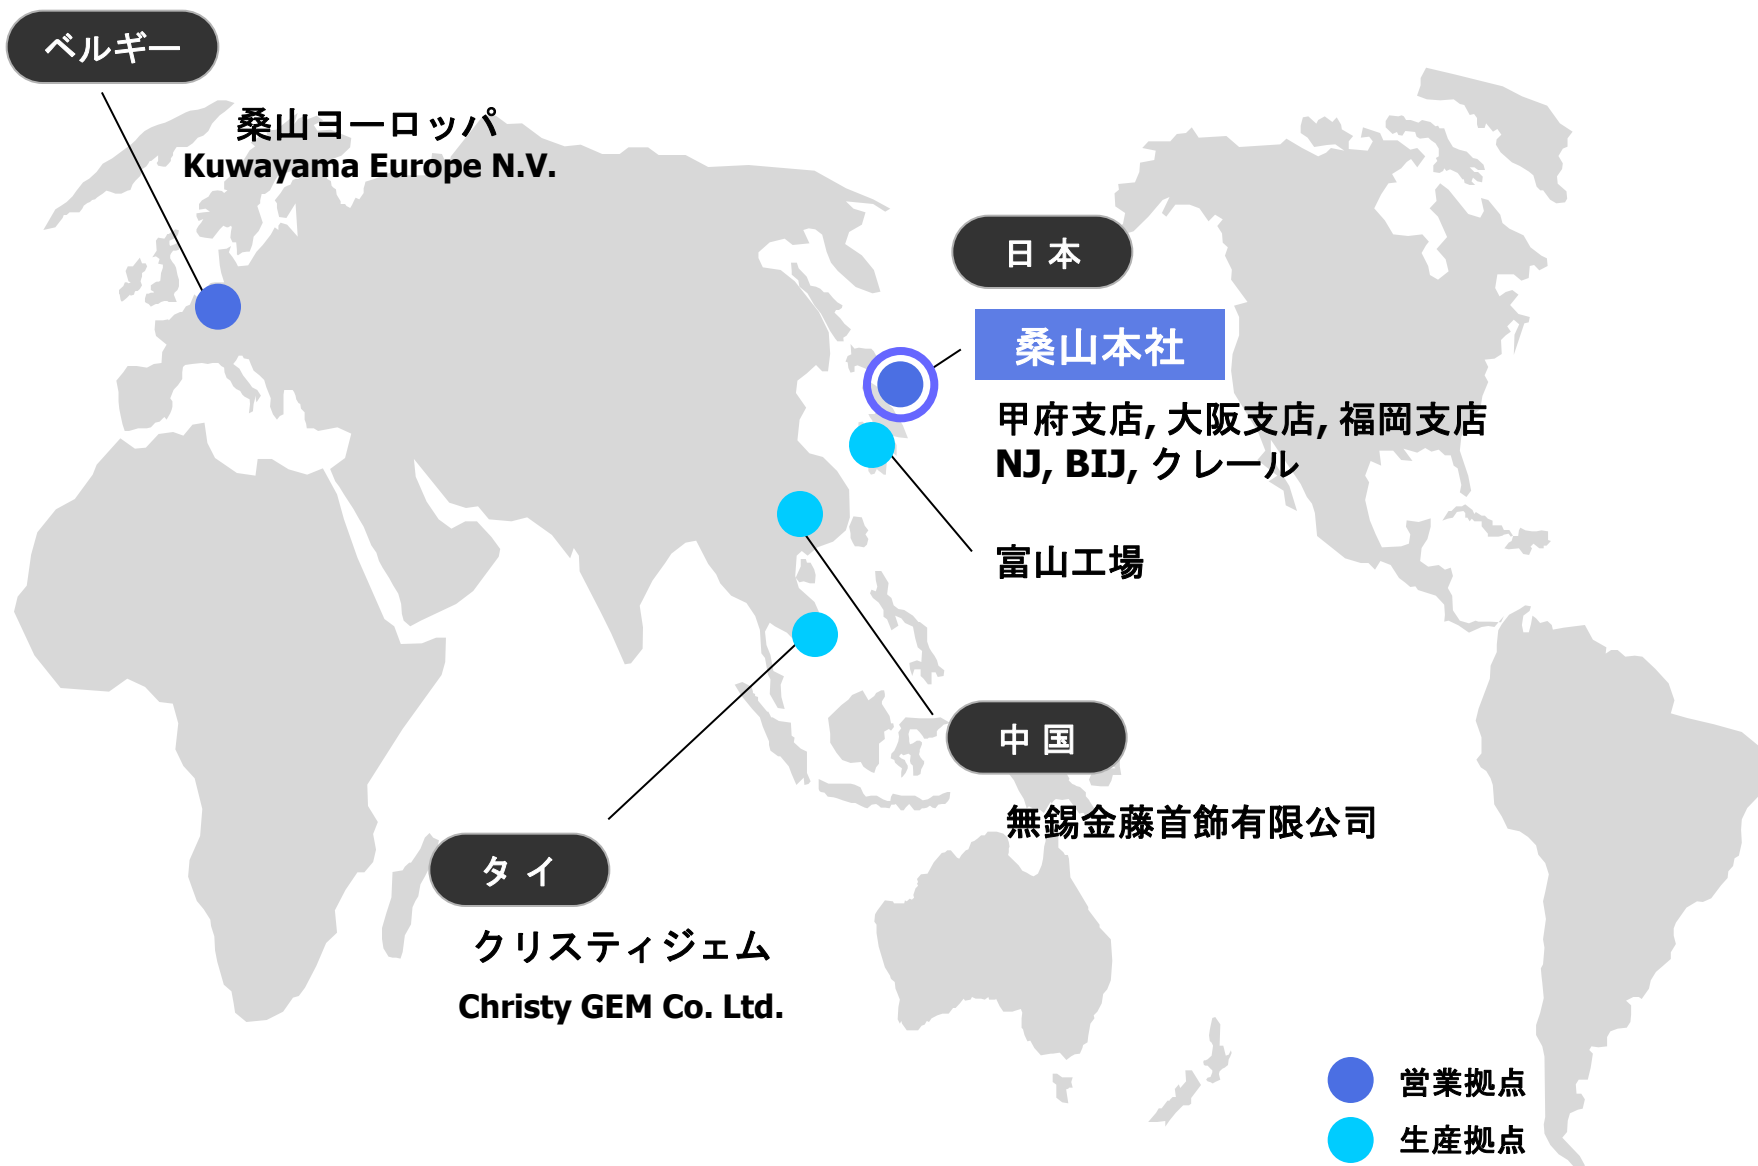 ベルギー
桑山ヨーロッパ
Kuwayama Europe N.V.
日本
桑山本社
甲府支店, 大阪支店, 福岡支店
NJ, BIJ, クレール
富山工場
中国
無錫金藤首飾有限公司
タイ
クリスティジェム
Christy GEM Co. Ltd.
営業拠点
生産拠点